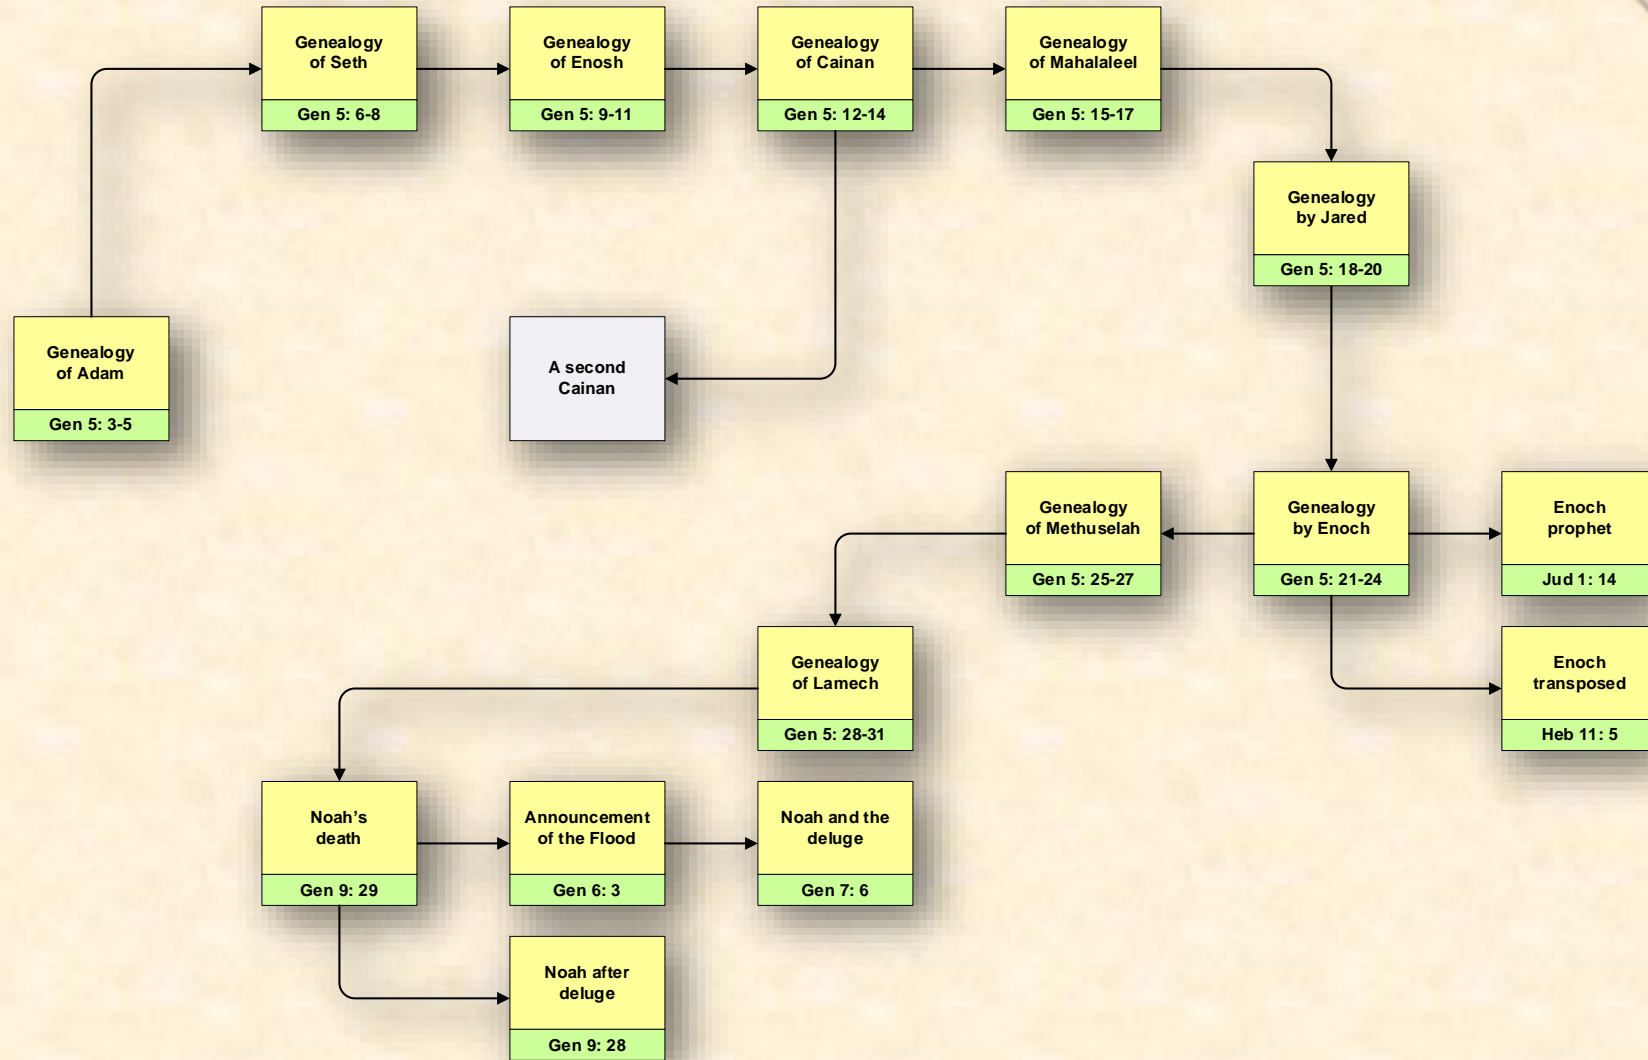 Genealogy
of Seth
Gen 5: 6-8
Genealogy
of Enosh
Gen 5: 9-11
Genealogy
of Cainan
Gen 5: 12-14
Genealogy
of Mahalaleel
Gen 5: 15-17
Genealogy
by Jared
Gen 5: 18-20
Genealogy
of Adam
Gen 5: 3-5
A second
Cainan
Genealogy
of Methuselah
Gen 5: 25-27
Genealogy
by Enoch
Gen 5: 21-24
Enoch
prophet
Jud 1: 14
Genealogy
of Lamech
Gen 5: 28-31
Enoch
transposed
Heb 11: 5
Noah’s
death
Gen 9: 29
Announcement
of the Flood
Gen 6: 3
Noah and the
deluge
Gen 7: 6
Noah after
deluge
Gen 9: 28